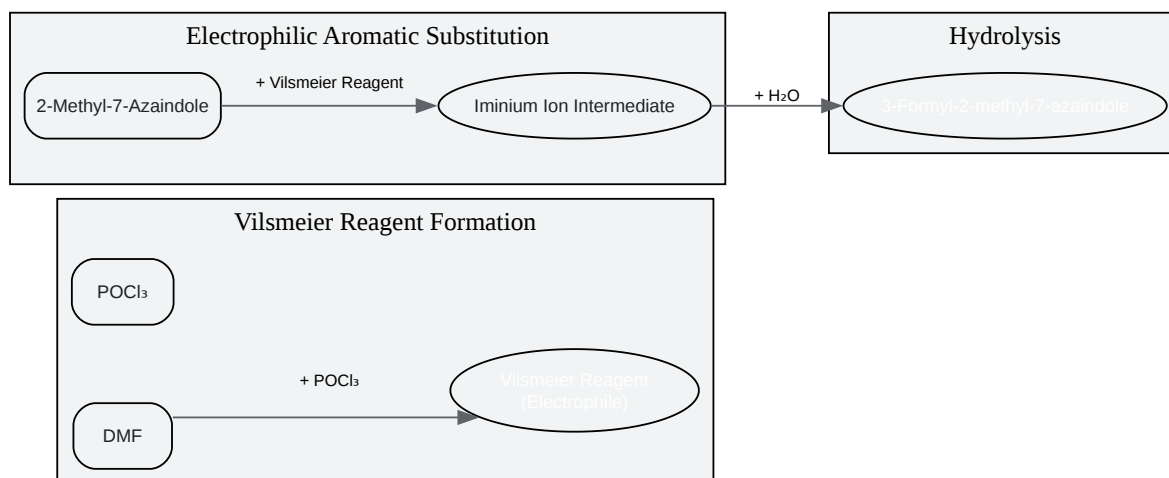 Electrophilic Aromatic Substitution
2-Methyl-7-Azaindole
+ Vilsmeier Reagent
Iminium Ion Intermediate
+ H₂O
Hydrolysis
3-Formyl-2-methyl-7-azaindole
Vilsmeier Reagent Formation
POCl₃
DMF
+ POCl₃
Vilsmeier Reagent
(Electrophile)